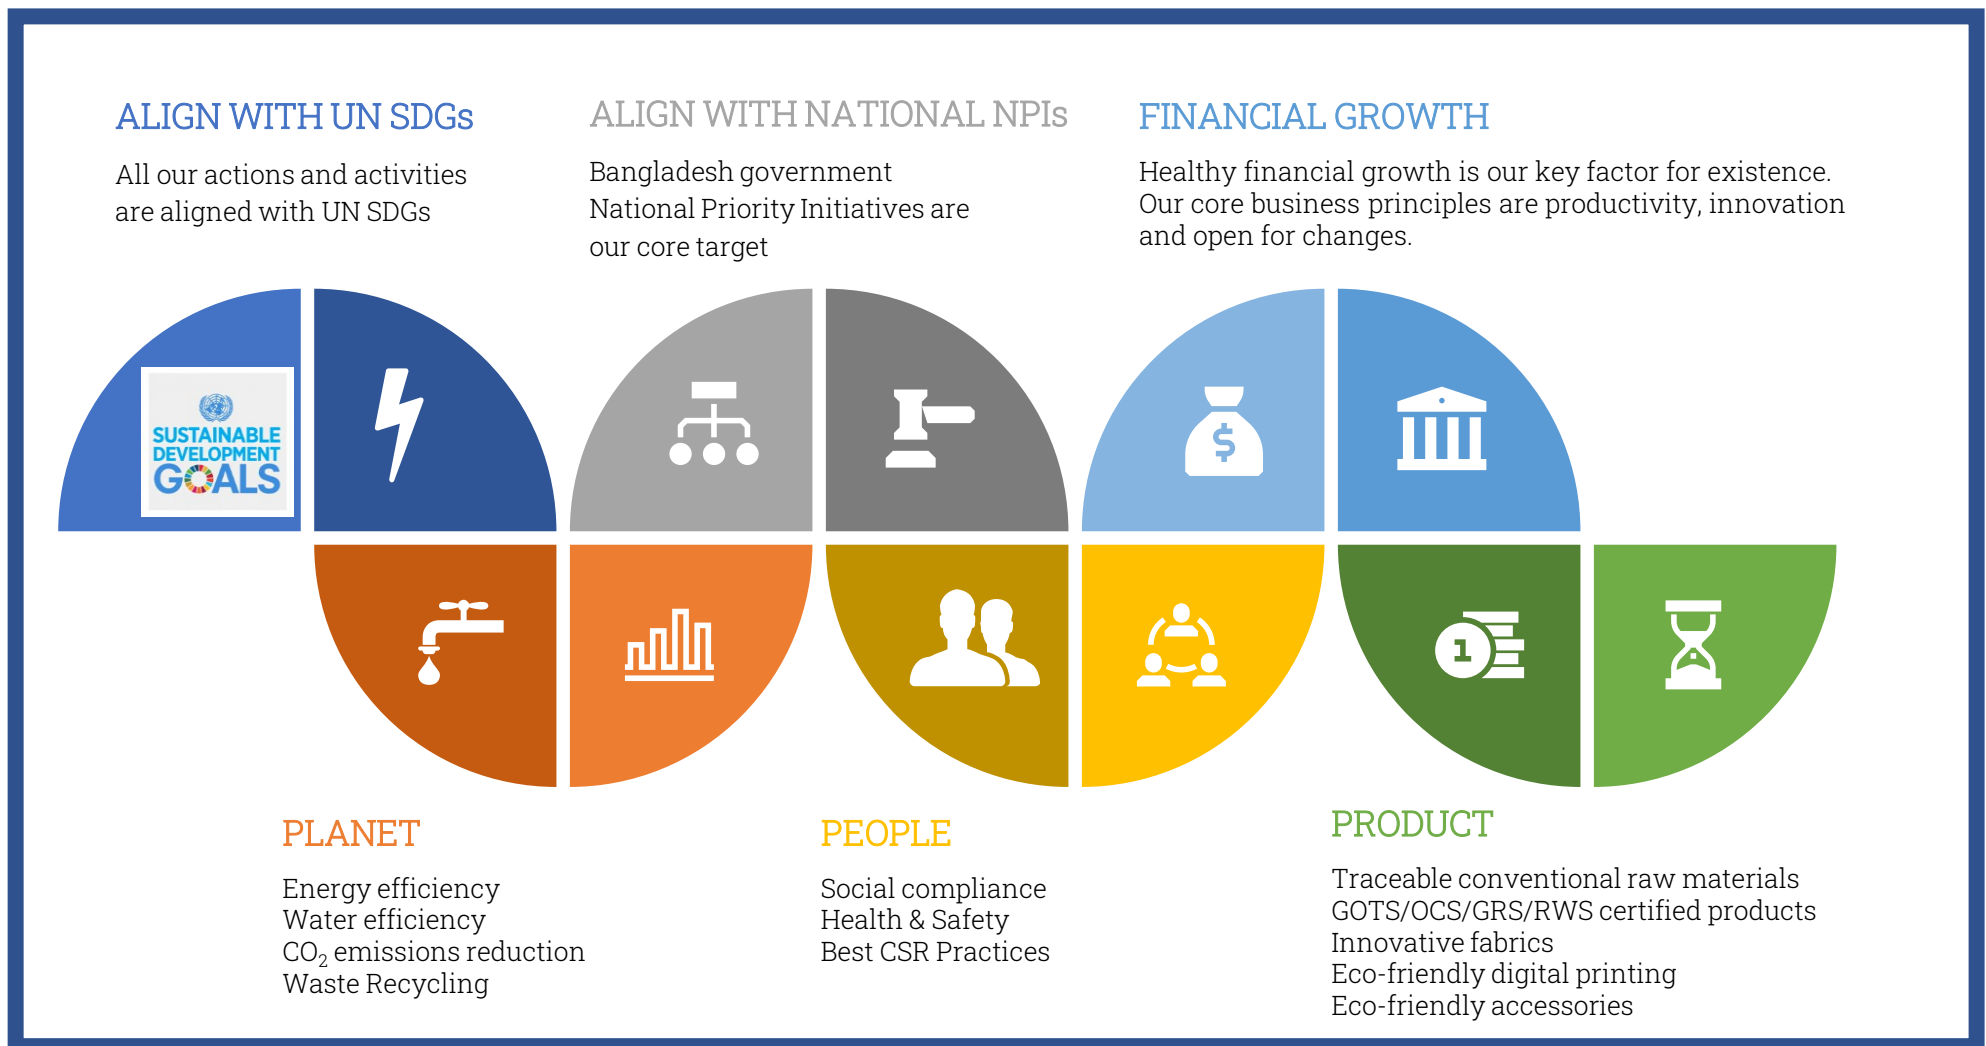 ALIGN WITH UN SDGs
All our actions and activities
are aligned with UN SDGs
ALIGN WITH NATIONAL NPIs
Bangladesh government
National Priority Initiatives are
our core target
FINANCIAL GROWTH
Healthy financial growth is our key factor for existence.
Our core business principles are productivity, innovation
and open for changes.
SUSTAINABLE
DEVELOPMENT
GOALS
$
1
PLANET
Energy efficiency
Water efficiency
CO₂ emissions reduction
Waste Recycling
PEOPLE
Social compliance
Health & Safety
Best CSR Practices
PRODUCT
Traceable conventional raw materials
GOTS/OCS/GRS/RWS certified products
Innovative fabrics
Eco-friendly digital printing
Eco-friendly accessories